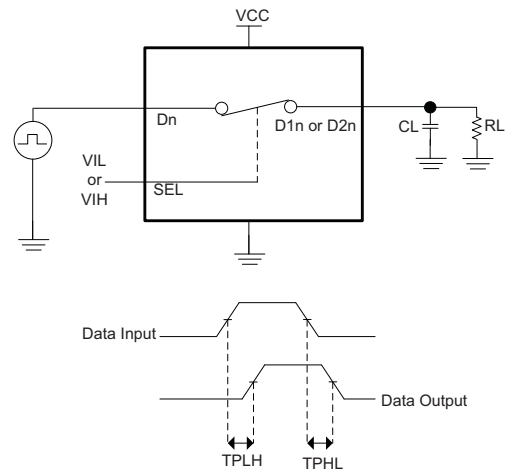 VCC
Dn
D1n or D2n
CL
RL
VIL
or
VIH
SEL
Data Input
Data Output
TPLH
TPHL